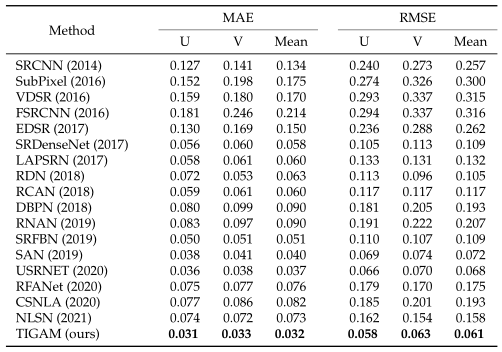 Method MAE RMSE
U V Mean U V Mean
SRCNN (2014) 0.127 0.141 0.134 0.240 0.273 0.257
SubPixel (2016) 0.152 0.198 0.175 0.274 0.326 0.300
VDSR (2016) 0.159 0.180 0.170 0.293 0.337 0.315
FSRCNN (2016) 0.181 0.246 0.214 0.294 0.337 0.316
EDSR (2017) 0.130 0.169 0.150 0.236 0.288 0.262
SRDenseNet (2017) 0.056 0.060 0.058 0.105 0.113 0.109
LAPSRN (2017) 0.058 0.061 0.060 0.133 0.131 0.132
RDN (2018) 0.072 0.053 0.063 0.113 0.096 0.105
RCAN (2018) 0.059 0.061 0.060 0.117 0.117 0.117
DBPN (2018) 0.080 0.099 0.090 0.181 0.205 0.193
RNAN (2019) 0.083 0.097 0.090 0.191 0.222 0.207
SRFBN (2019) 0.050 0.051 0.051 0.110 0.107 0.109
SAN (2019) 0.038 0.041 0.040 0.069 0.074 0.072
USRNET (2020) 0.036 0.038 0.037 0.066 0.070 0.068
RFANet (2020) 0.075 0.077 0.076 0.179 0.170 0.175
CSNLA (2020) 0.077 0.086 0.082 0.185 0.201 0.193
NLSN (2021) 0.074 0.072 0.073 0.162 0.154 0.158
TIGAM (ours) 0.031 0.033 0.032 0.058 0.063 0.061